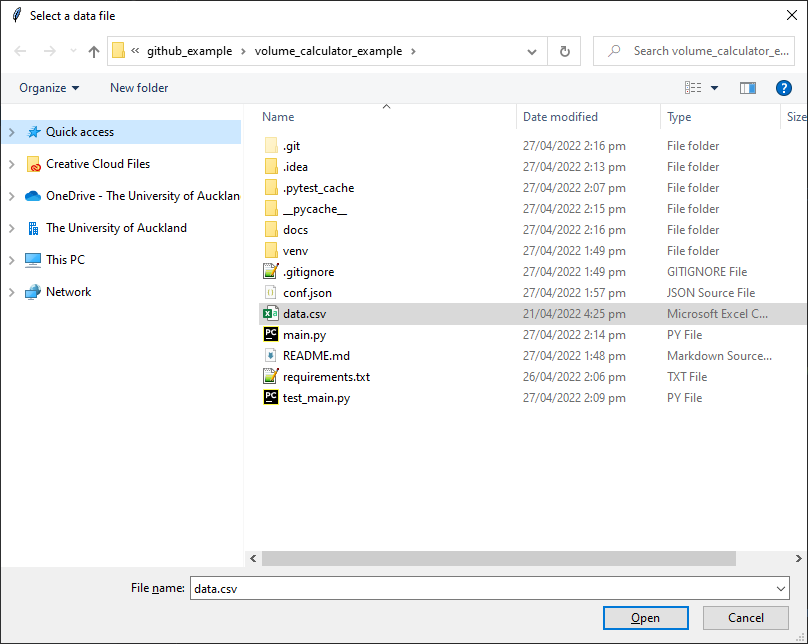 Select a data file
« github_example › volume_calculator_example ›
Search volume_calculator_e...
Organize New folder
Name Date modified Type Size
Quick access
Creative Cloud Files
OneDrive - The University of Aucklan
The University of Auckland
This PC
Network
.git 27/04/2022 2:16 pm File folder
.idea 27/04/2022 2:13 pm File folder
.pytest_cache 27/04/2022 2:07 pm File folder
__pycache__ 27/04/2022 2:15 pm File folder
docs 27/04/2022 2:16 pm File folder
venv 27/04/2022 1:49 pm File folder
.gitignore 27/04/2022 1:49 pm GITIGNORE File
conf.json 27/04/2022 1:57 pm JSON Source File
data.csv 21/04/2022 4:25 pm Microsoft Excel C...
main.py 27/04/2022 2:14 pm PY File
README.md 27/04/2022 1:48 pm Markdown Source...
requirements.txt 26/04/2022 2:06 pm TXT File
test_main.py 27/04/2022 2:09 pm PY File
File name: data.csv
Open Cancel